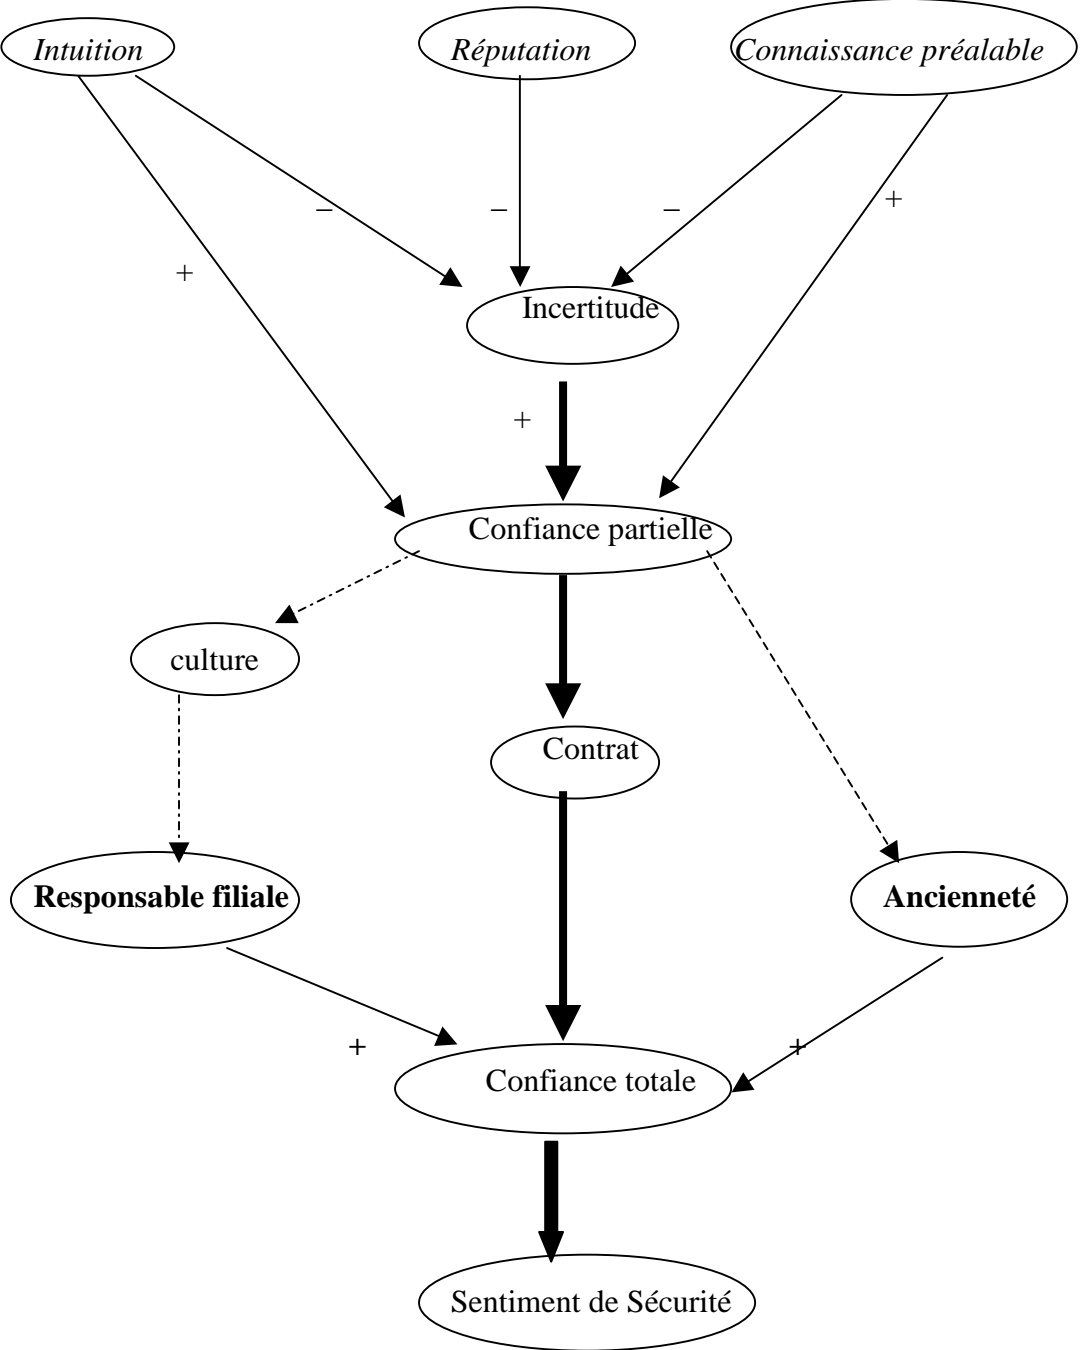 Intuition
Réputation
Connaissance préalable
–
–
–
+
+
Incertitude
+
Confiance partielle
culture
Contrat
Responsable filiale
Ancienneté
+
+
Confiance totale
Sentiment de Sécurité